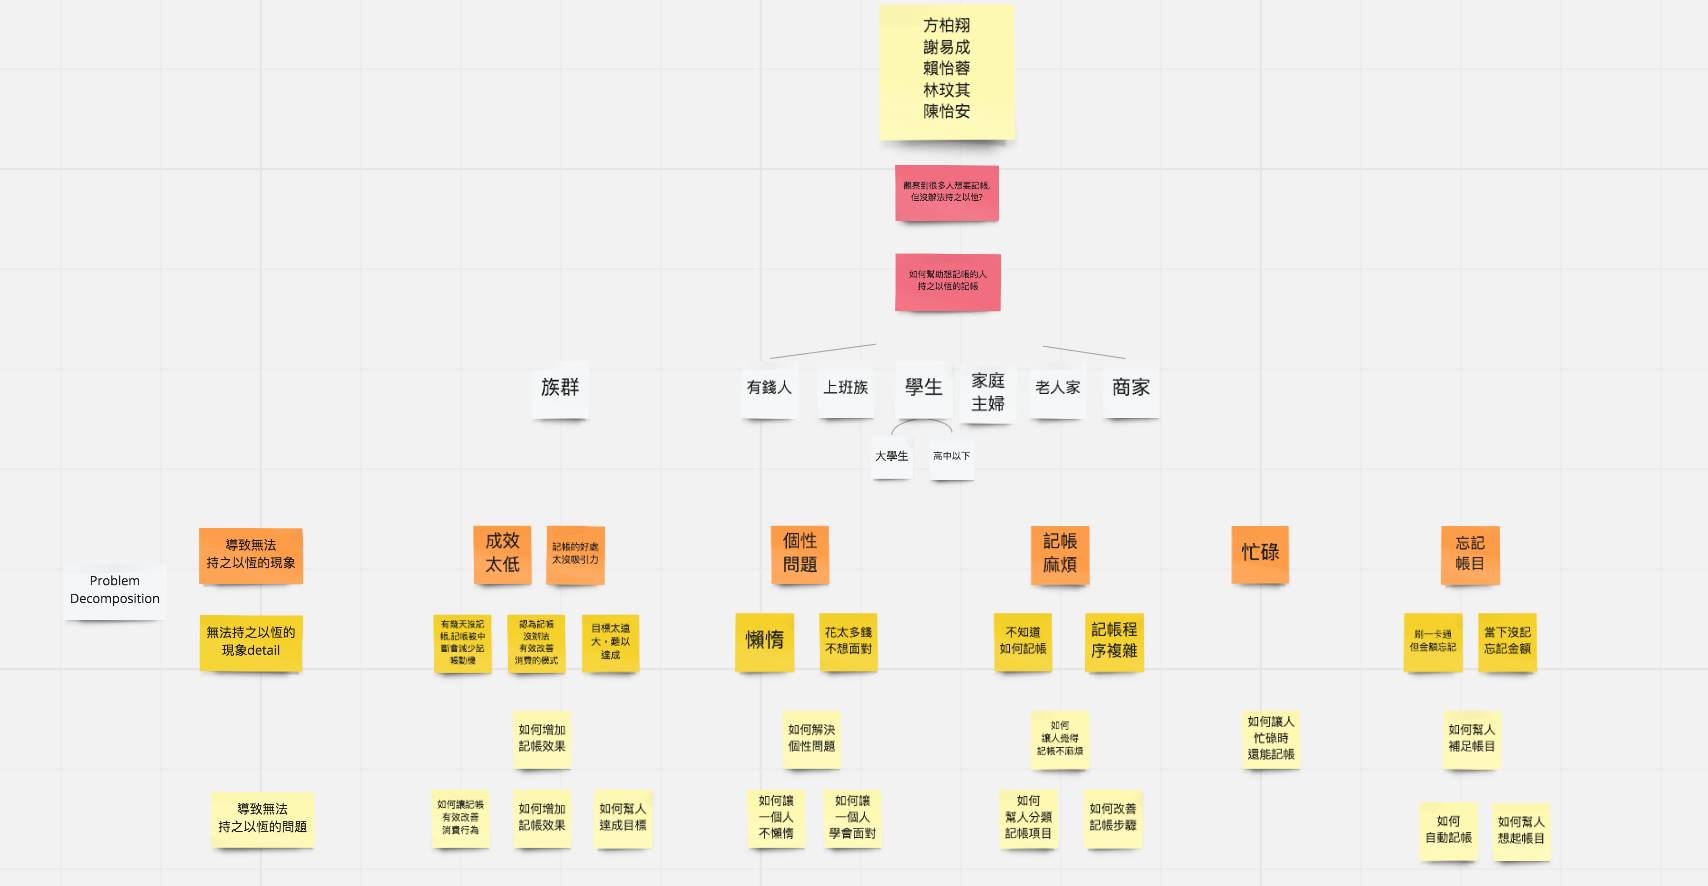 方柏翔
謝易成
賴怡蓉
林玟其
陳怡安
觀察到很多人想要記帳,
但沒辦法持之以恒?
如何幫助想記帳的人
持之以恆的記帳
族群
有錢人
上班族
學生
家庭
主婦
老人家
商家
大學生
高中以下
Problem
Decomposition
導致無法
持之以恆的現象
成效
太低
記帳的好處
太沒吸引力
個性
問題
記帳
麻煩
忙碌
忘記
帳目
無法持之以恆的
現象detail
有幾天沒記
帳,記帳被中
斷會減少記
帳動機
認為記帳
沒辦法
有效改善
消費的模式
目標太遠
大,難以
達成
懶惰
花太多錢
不想面對
不知道
如何記帳
記帳程
序複雜
刷一卡通
但金額忘記
當下沒記
忘記金額
如何增加
記帳效果
如何解決
個性問題
如何
讓人覺得
記帳不麻煩
如何讓人
忙碌時
還能記帳
如何幫人
補足帳目
導致無法
持之以恆的問題
如何讓記帳
有效改善
消費行為
如何增加
記帳效果
如何幫人
達成目標
如何讓
一個人
不懶惰
如何讓
一個人
學會面對
如何
幫人分類
記帳項目
如何改善
記帳步驟
如何
自動記帳
如何幫人
想起帳目